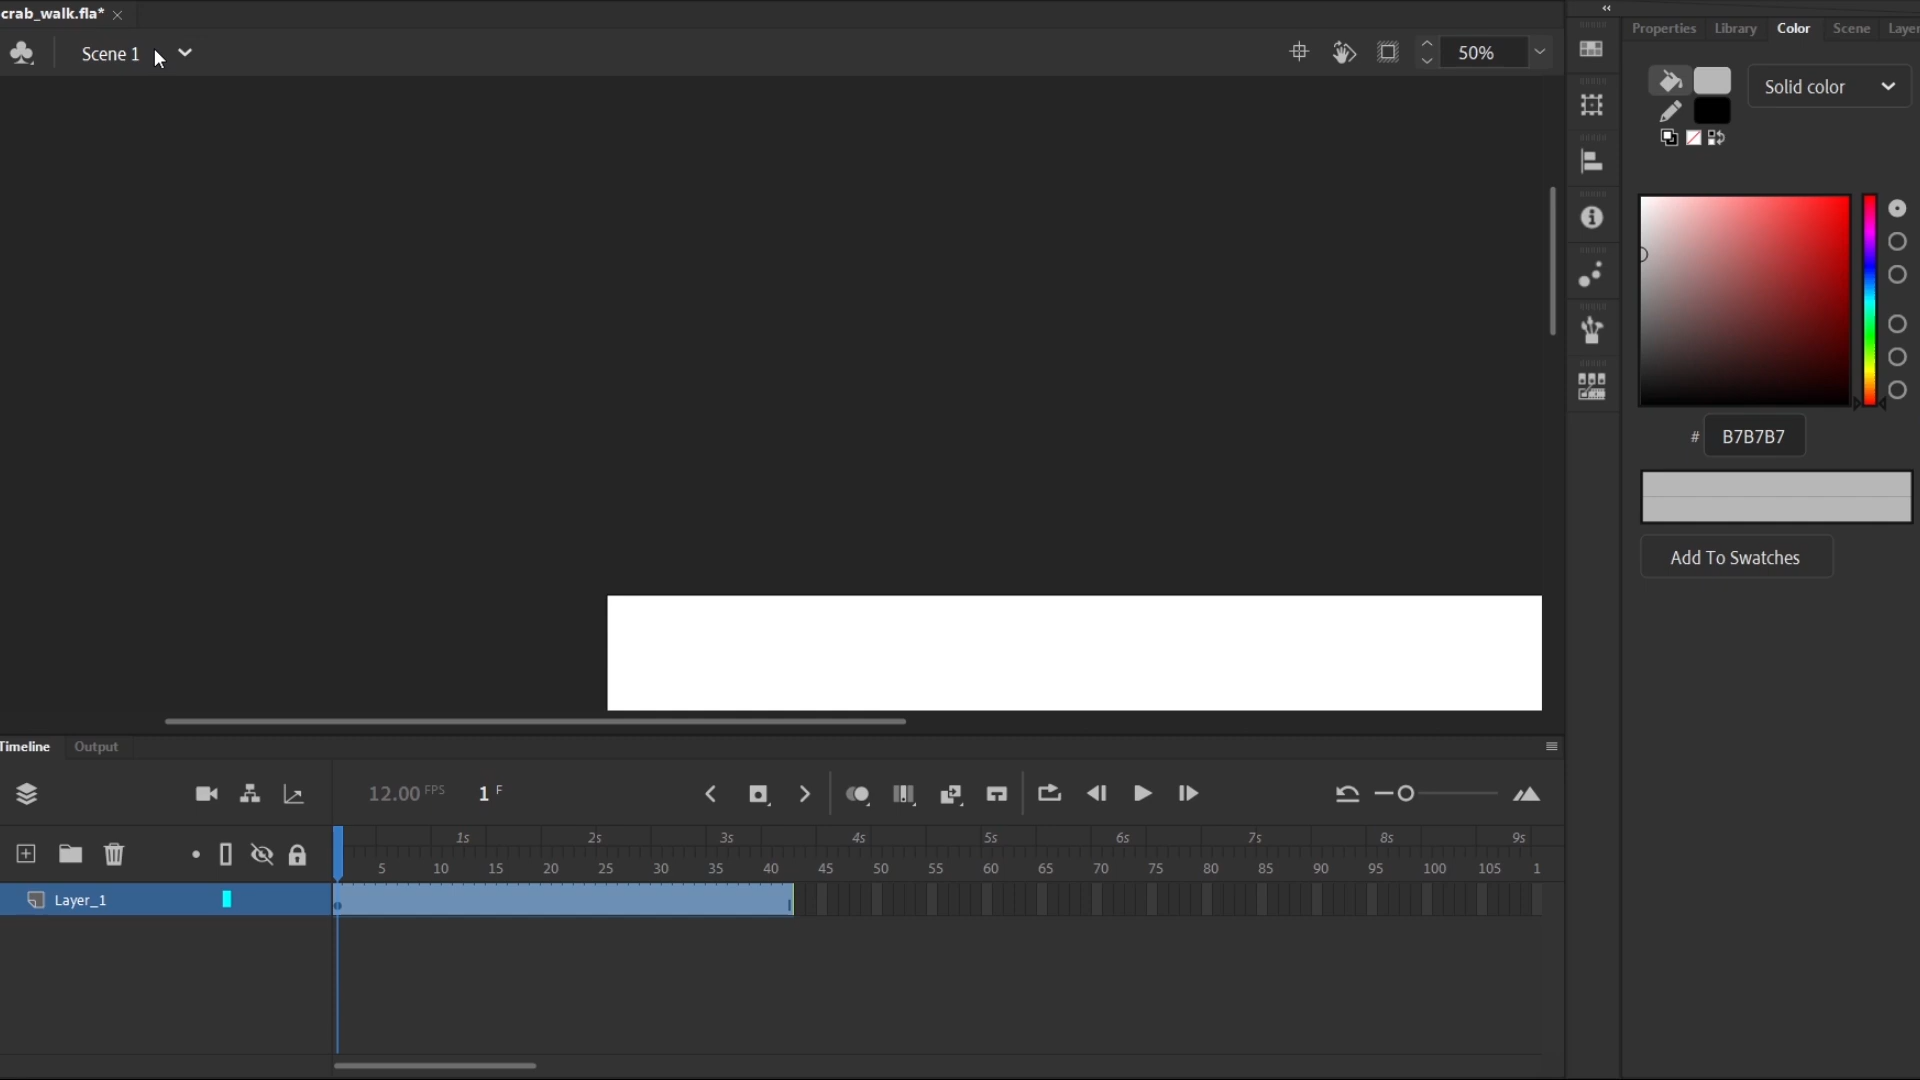 crab_walk.fla*
Properties Library Color Scene Layer
Scene 1
50%
Solid color
# B7B7B7
Add To Swatches
Timeline Output
12.00 FPS 1 F
1s 2s 3s 4s 5s 6s 7s 8s 9s
5 10 15 20 25 30 35 40 45 50 55 60 65 70 75 80 85 90 95 100 105 1
Layer_1